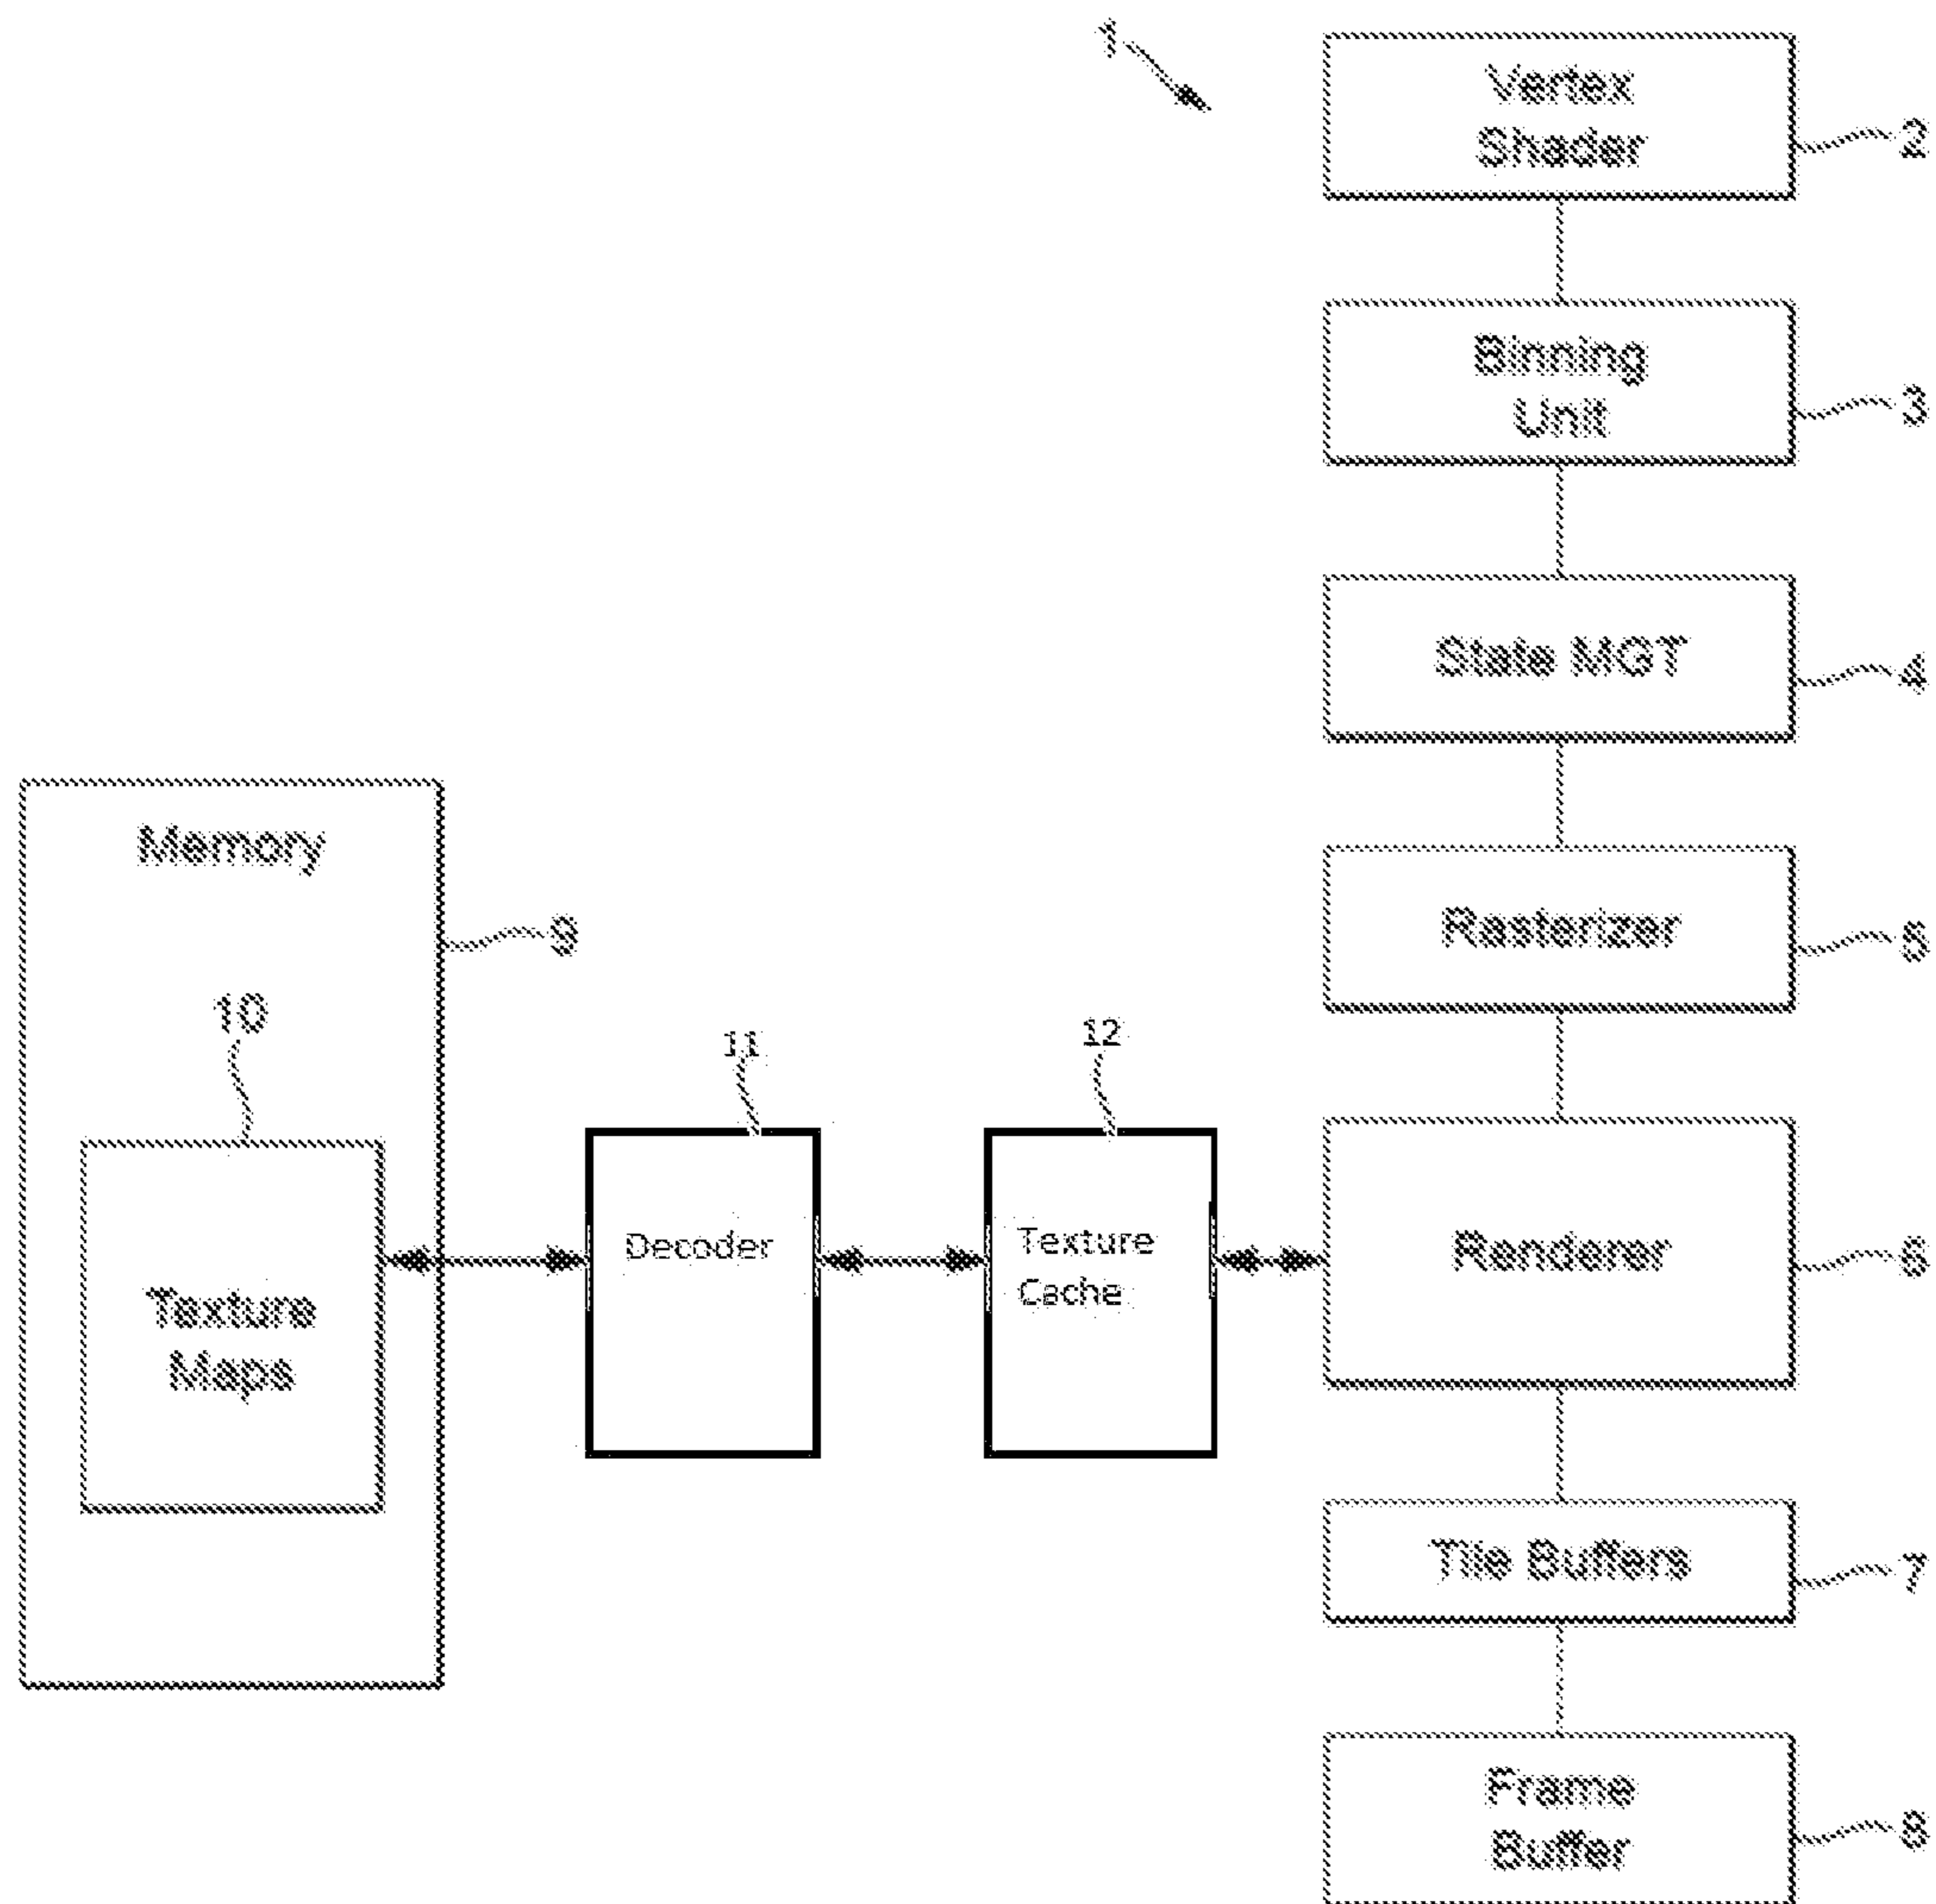 1
Vertex
Shader
2
Binning
Unit
3
State MGT
4
Memory
9
Rasterizer
5
10
11
12
Texture
Maps
Decoder
Texture
Cache
Renderer
6
Tile Buffers
7
Frame
Buffer
8